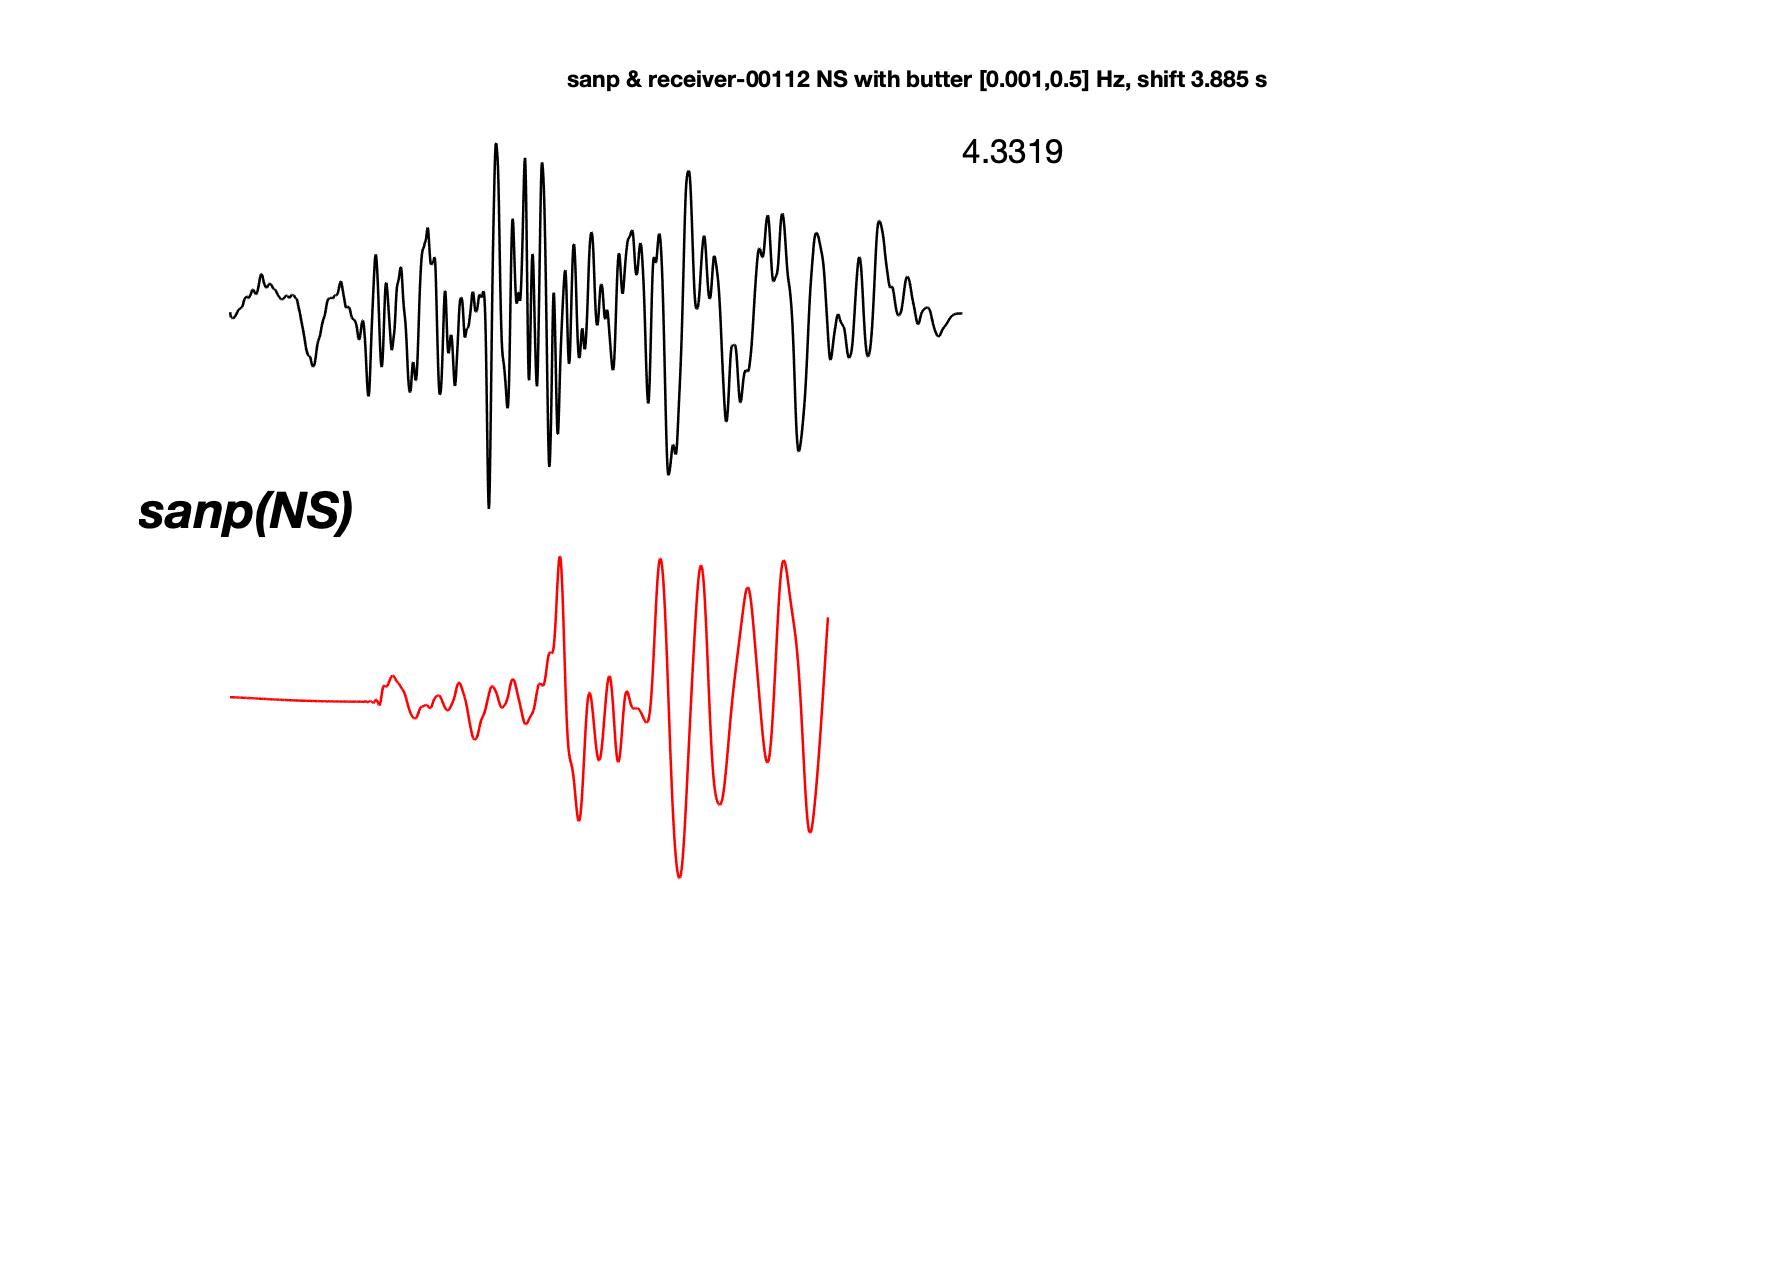 sanp & receiver-00112 NS with butter [0.001,0.5] Hz, shift 3.885 s
4.3319
sanp(NS)